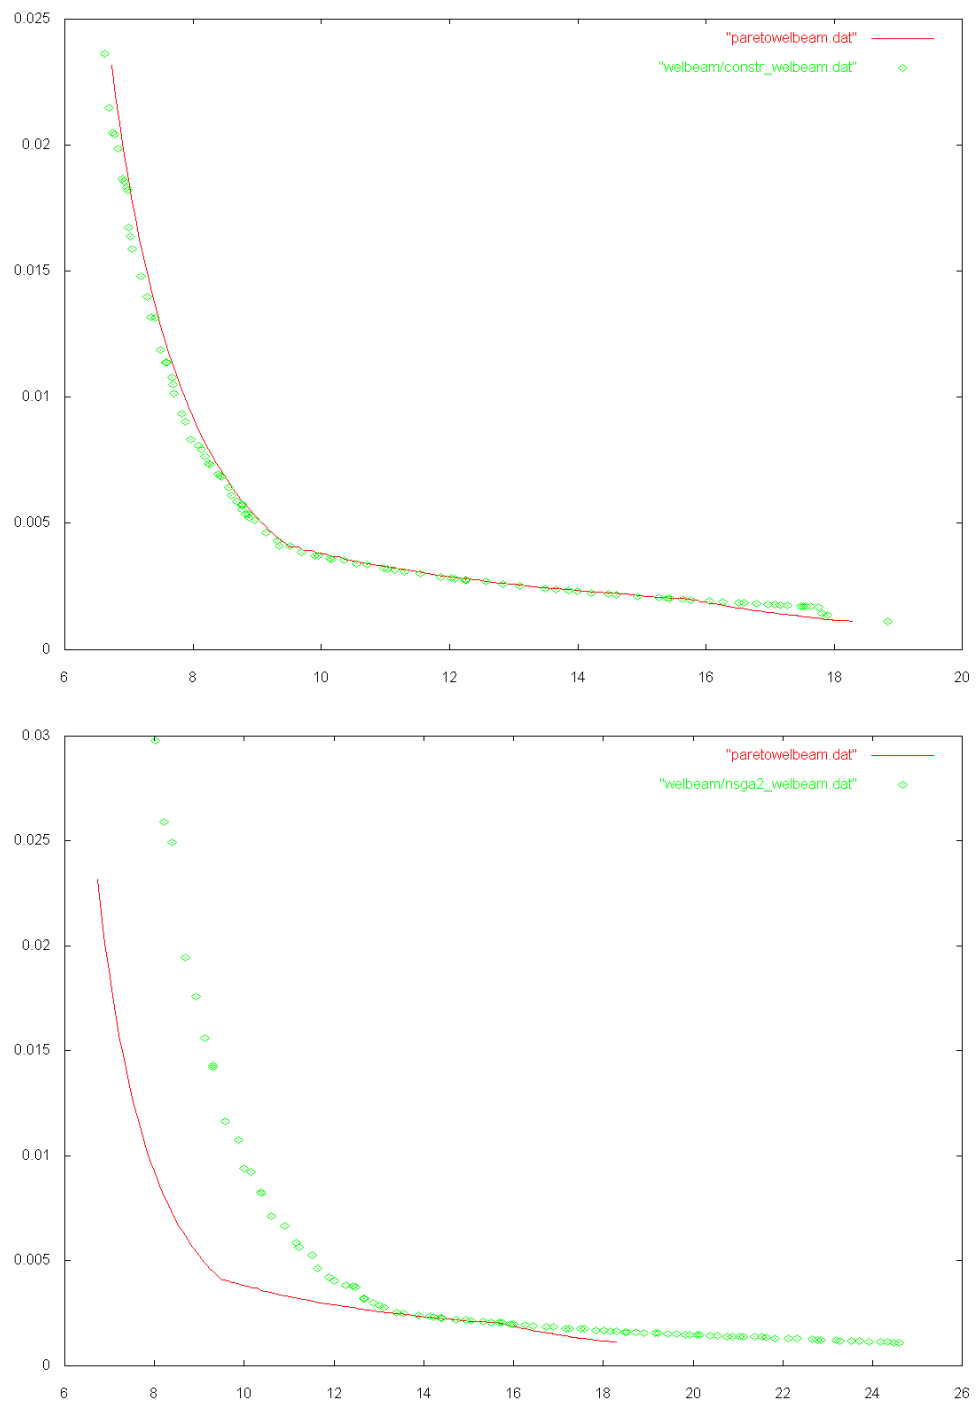 0.025
"paretowelbeam.dat"
"welbeam/constr_welbeam.dat"
0.02
0.015
0.01
0.005
0
6 8 10 12 14 16 18 20
0.03
"paretowelbeam.dat"
"welbeam/nsga2_welbeam.dat"
0.025
0.02
0.015
0.01
0.005
0
6 8 10 12 14 16 18 20 22 24 26